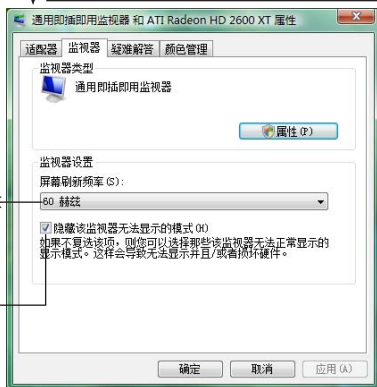 通用即插即用监视器 和 ATI Radeon HD 2600 XT 属性
适配器 监视器 疑难解答 颜色管理
监视器类型
通用即插即用监视器
属性(P)
监视器设置
屏幕刷新频率(S):
60 赫兹
隐藏该监视器无法显示的模式(H)
如果不复选该项，则您可以选择那些该监视器无法正常显示的
显示模式。这样会导致无法显示并且/或者损坏硬件。
确定 取消 应用(A)